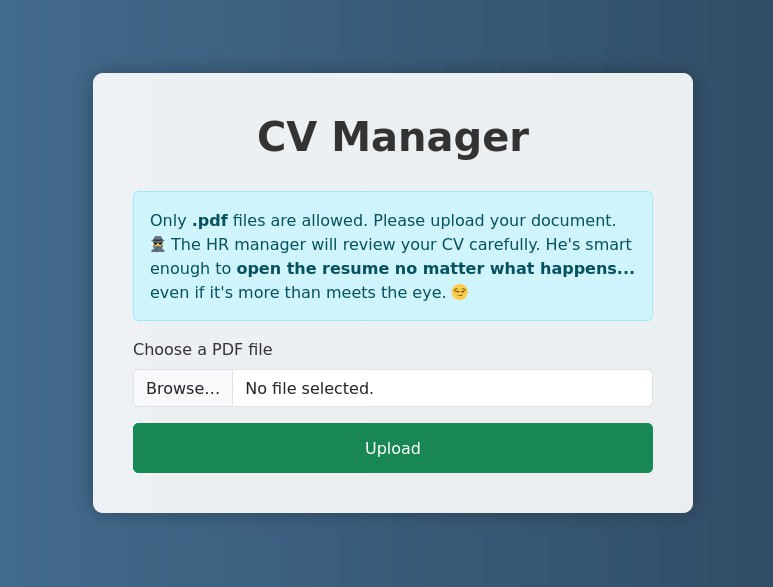 CV Manager
Only .pdf files are allowed. Please upload your document.
🕵️ The HR manager will review your CV carefully. He's smart
enough to open the resume no matter what happens...
even if it's more than meets the eye. 😏
Choose a PDF file
Browse... No file selected.
Upload